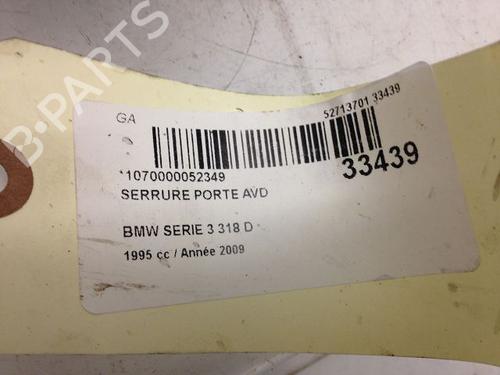 B-PARTS
GA
52713701 33439
*1070000052349
33439
SERRURE PORTE AVD
BMW SERIE 3 318 D
1995 cc / Année 2009